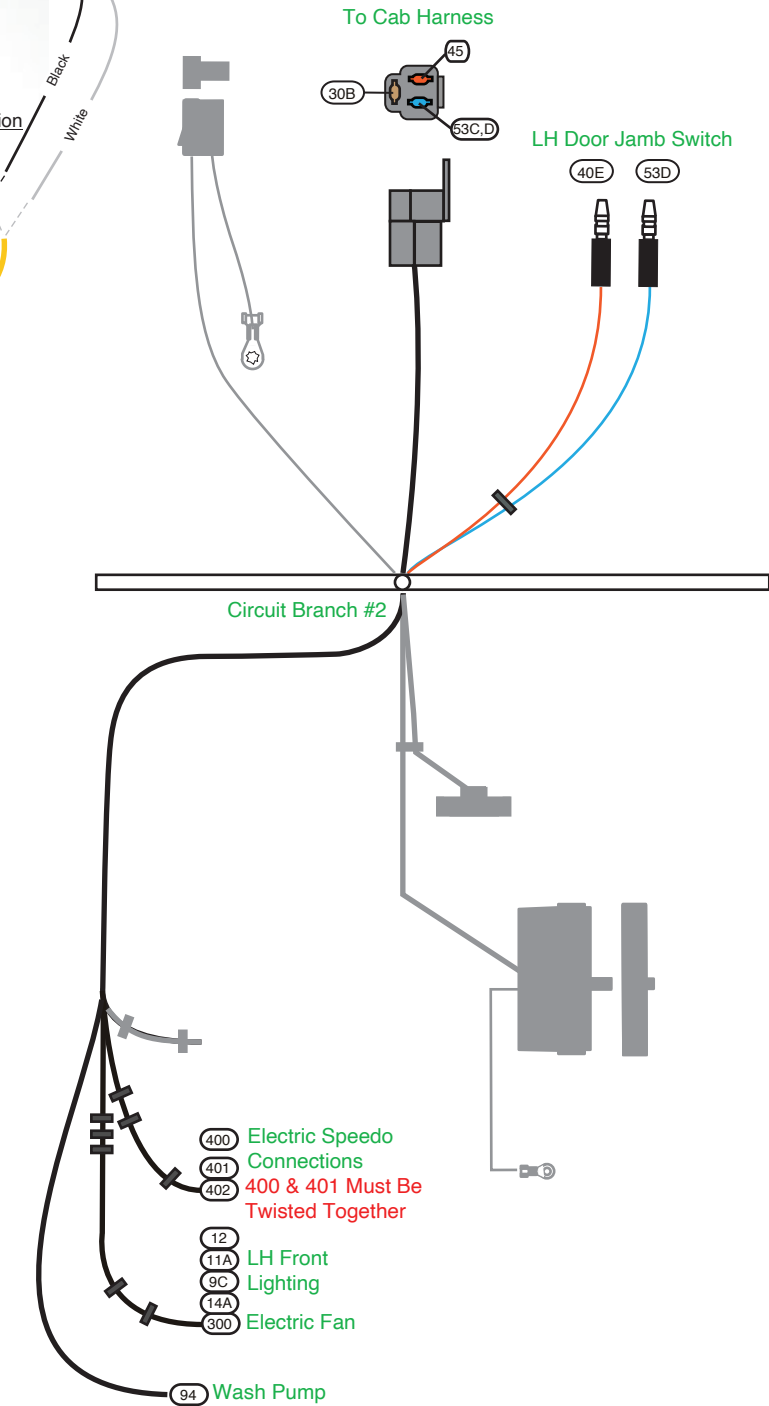 To Cab Harness
Black
White
45
30B
53C,D
LH Door Jamb Switch
40E
53D
Circuit Branch #2
400
Electric Speedo
401
Connections
402
400 & 401 Must Be
Twisted Together
12
11A
LH Front
9C
Lighting
14A
300
Electric Fan
94
Wash Pump